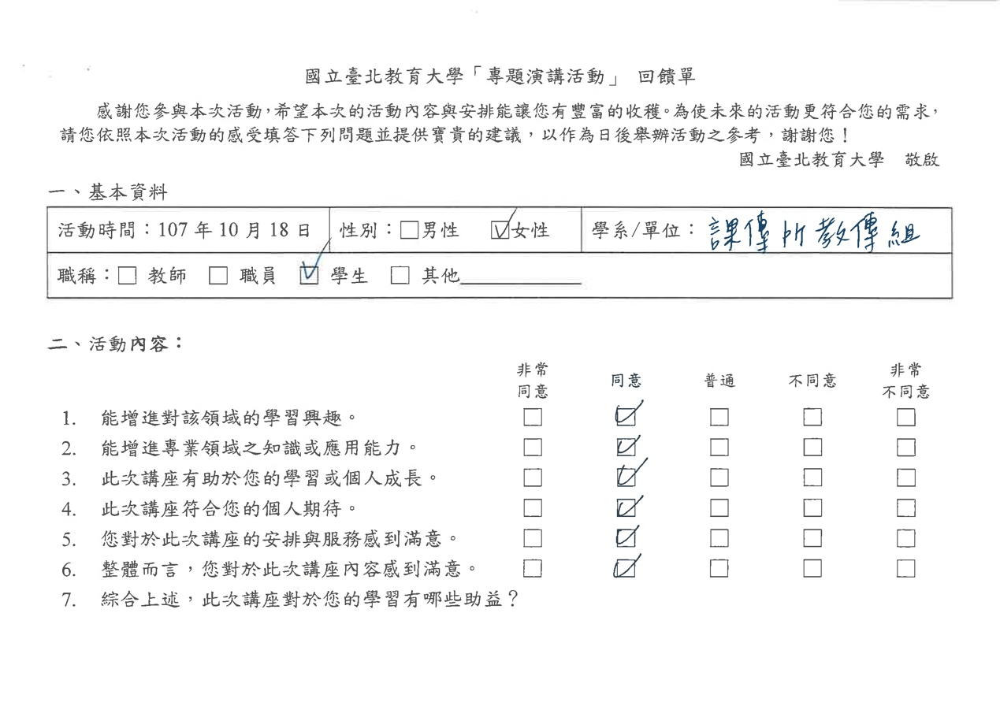 國立臺北教育大學「專題演講活動」 回饋單
感謝您參與本次活動,希望本次的活動內容與安排能讓您有豐富的收穫。為使未來的活動更符合您的需求,
請您依照本次活動的感受填答下列問題並提供寶貴的建議,以作為日後舉辦活動之參考,謝謝您!
國立臺北教育大學 敬啟
一、基本資料
活動時間:107 年 10 月 18 日 性別:□男性 ☑女性 學系/單位:課傳所教傳組
職稱:□ 教師 □ 職員 ☑ 學生 □ 其他________
二、活動內容:
非常同意 同意 普通 不同意 非常不同意
1. 能增進對該領域的學習興趣。 □ ☑ □ □ □
2. 能增進專業領域之知識或應用能力。 □ ☑ □ □ □
3. 此次講座有助於您的學習或個人成長。 □ ☑ □ □ □
4. 此次講座符合您的個人期待。 □ ☑ □ □ □
5. 您對於此次講座的安排與服務感到滿意。 □ ☑ □ □ □
6. 整體而言,您對於此次講座內容感到滿意。 □ ☑ □ □ □
7. 綜合上述,此次講座對於您的學習有哪些助益?